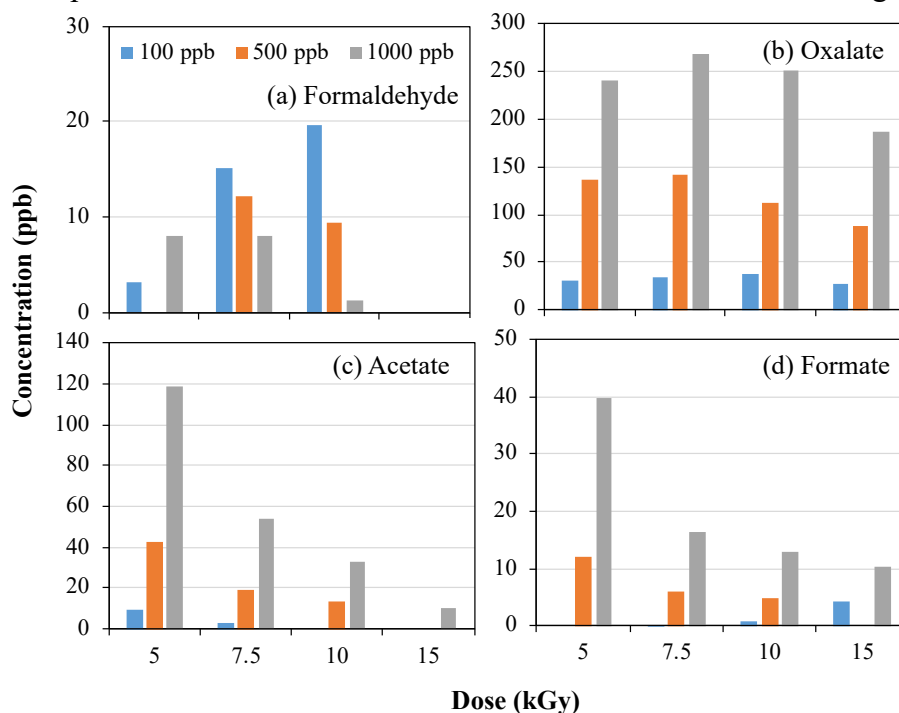 30
100 ppb 500 ppb 1000 ppb
(a) Formaldehyde
20
10
0
300
(b) Oxalate
250
200
150
100
50
0
Concentration (ppb)
140
(c) Acetate
120
100
80
60
40
20
0
5 7.5 10 15
50
(d) Formate
40
30
20
10
0
5 7.5 10 15
Dose (kGy)